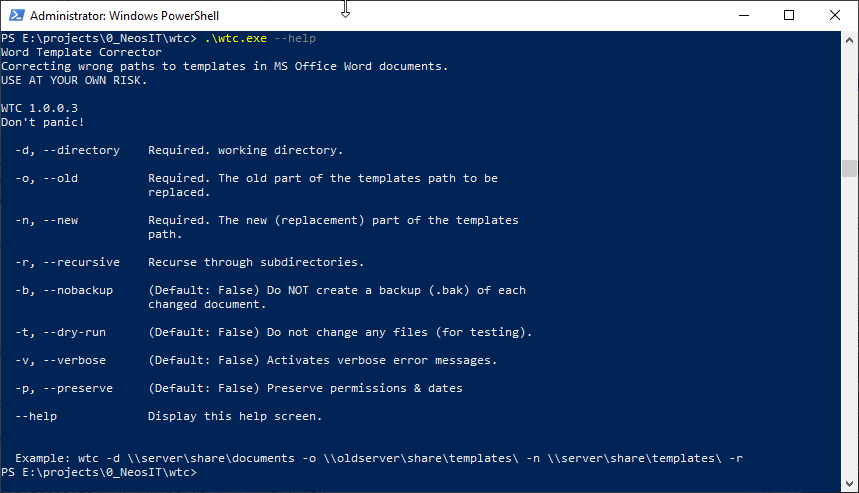 Administrator: Windows PowerShell
PS E:\projects\0_NeosIT\wtc> .\wtc.exe --help
Word Template Corrector
Correcting wrong paths to templates in MS Office Word documents.
USE AT YOUR OWN RISK.
WTC 1.0.0.3
Don't panic!
-d, --directory    Required. working directory.
-o, --old          Required. The old part of the templates path to be
replaced.
-n, --new          Required. The new (replacement) part of the templates
path.
-r, --recursive    Recurse through subdirectories.
-b, --nobackup     (Default: False) Do NOT create a backup (.bak) of each
changed document.
-t, --dry-run      (Default: False) Do not change any files (for testing).
-v, --verbose      (Default: False) Activates verbose error messages.
-p, --preserve     (Default: False) Preserve permissions & dates
--help             Display this help screen.
Example: wtc -d \\server\share\documents -o \\oldserver\share\templates\ -n \\server\share\templates\ -r
PS E:\projects\0_NeosIT\wtc>